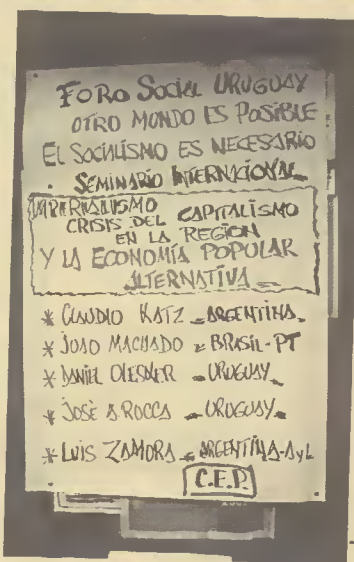 FORO SOCIAL URUGUAY
OTRO MUNDO ES POSIBLE
EL SOCIALISMO ES NECESARIO
SEMINARIO INTERNACIONAL
IMPERIALISMO
CRISIS DEL CAPITALISMO
EN LA REGION
Y LA ECONOMÍA POPULAR
ALTERNATIVA
* CLAUDIO KATZ - ARGENTINA
* JOAO MACHADO - BRASIL-PT
* DANIEL OLESKER - URUGUAY
* JOSÉ A. ROCCA - URUGUAY
* LUIS ZAMORA - ARGENTINA-AyL
C.E.P.